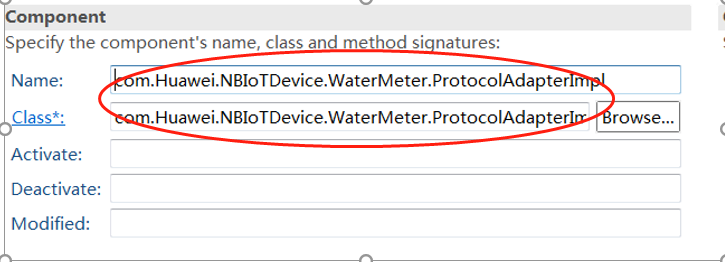 Component
Specify the component's name, class and method signatures:
Name: com.Huawei.NBIoTDevice.WaterMeter.ProtocolAdapterImpl
Class*: com.Huawei.NBIoTDevice.WaterMeter.ProtocolAdapterIm Browse...
Activate:
Deactivate:
Modified: